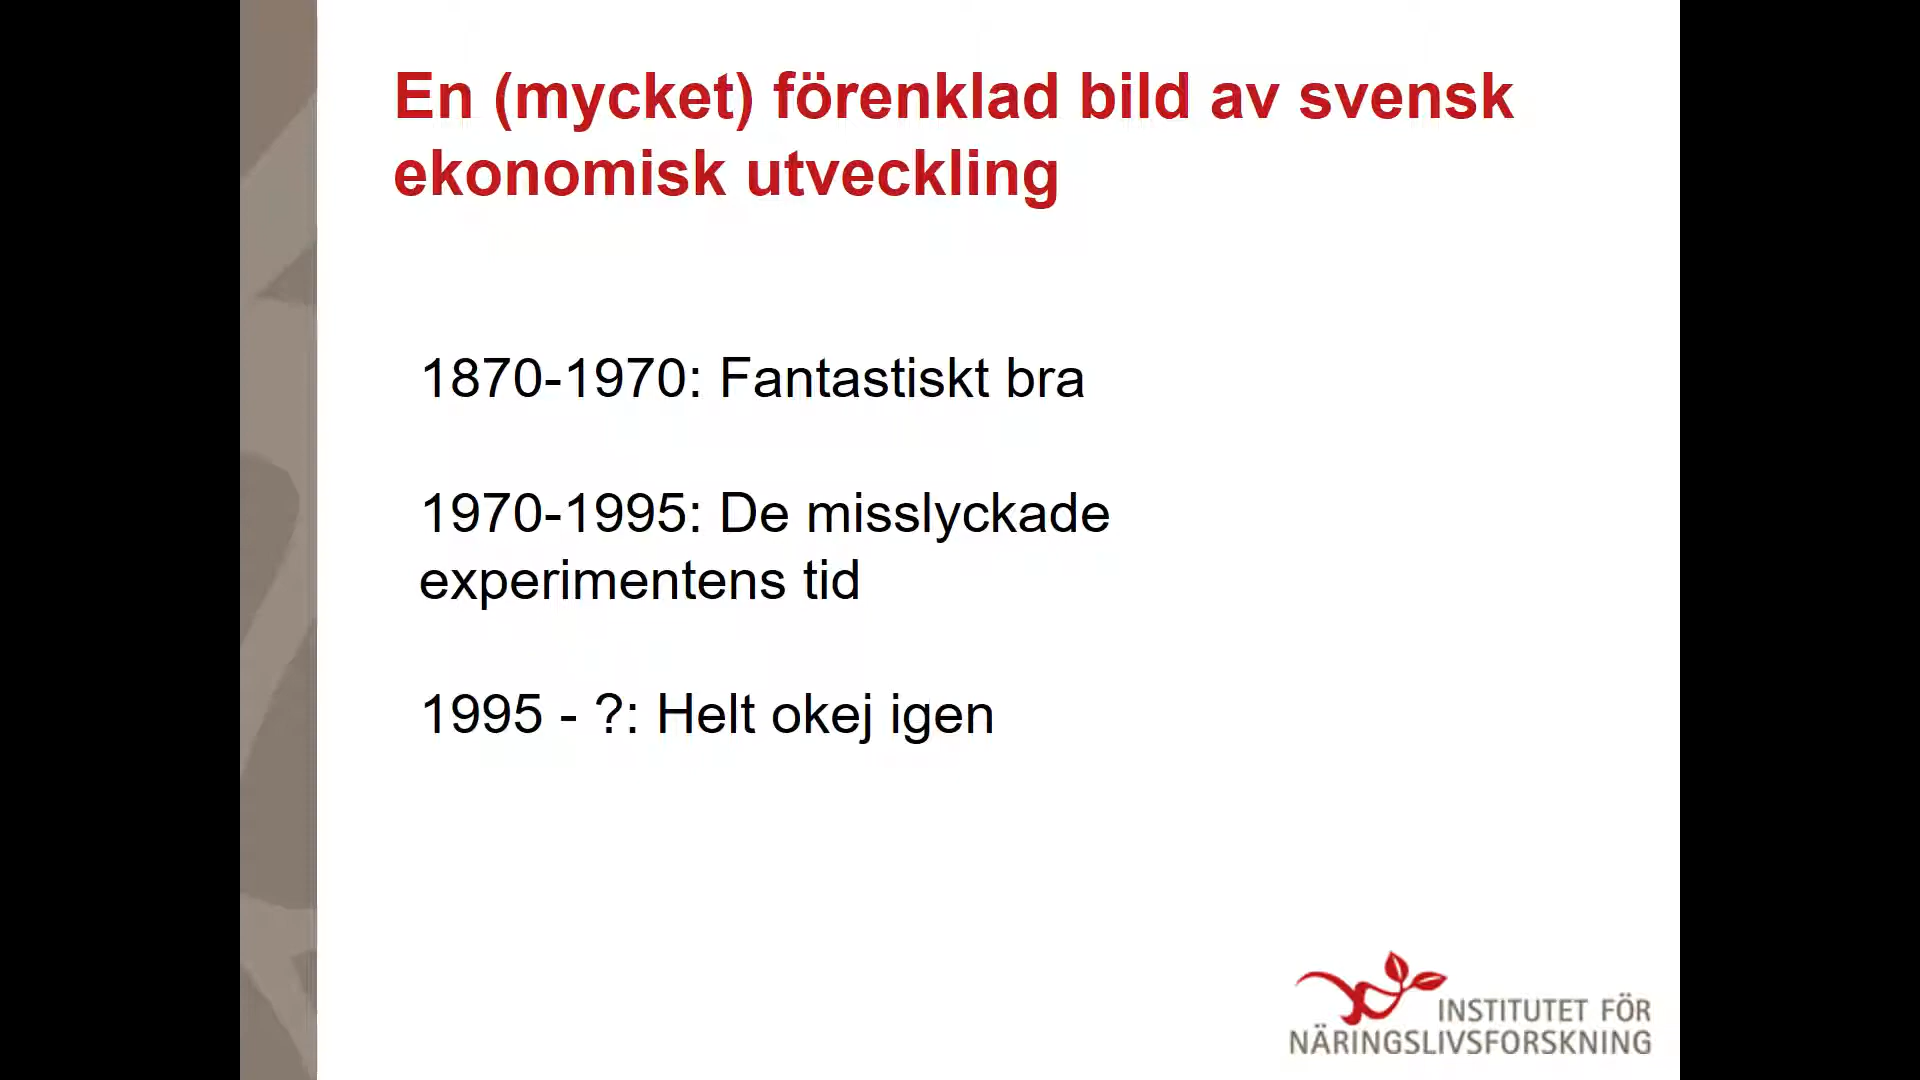 En (mycket) förenklad bild av svensk
ekonomisk utveckling
1870-1970: Fantastiskt bra
1970-1995: De misslyckade
experimentens tid
1995 - ?: Helt okej igen
INSTITUTET FÖR
NÄRINGSLIVSFORSKNING